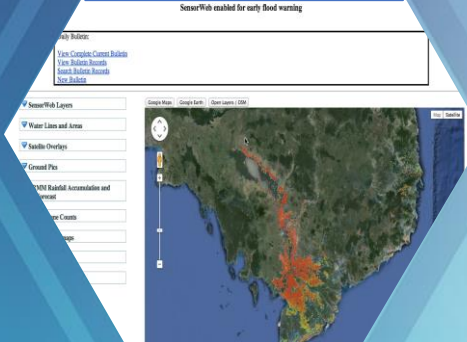 SensorWeb enabled for early flood warning
Daily Bulletin:
View Complete Current Bulletin
View Bulletin Records
Search Bulletin Records
New Bulletin
SensorWeb Layers
Google Maps Google Earth Open Layers / OSM
Map Satellite
Water Lines and Areas
Satellite Overlays
Ground Pics
Rainfall Accumulation and
Counts